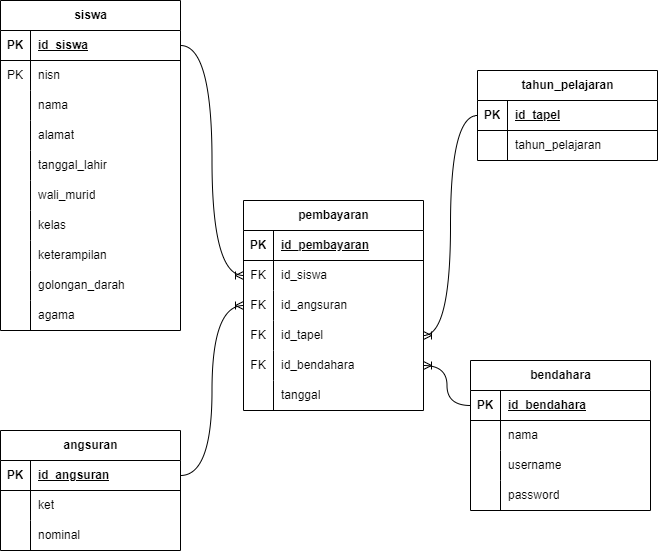 siswa
PK id_siswa
PK nisn
nama
alamat
tanggal_lahir
wali_murid
kelas
keterampilan
golongan_darah
agama
tahun_pelajaran
PK id_tapel
tahun_pelajaran
pembayaran
PK id_pembayaran
FK id_siswa
FK id_angsuran
FK id_tapel
FK id_bendahara
tanggal
bendahara
PK id_bendahara
nama
username
password
angsuran
PK id_angsuran
ket
nominal